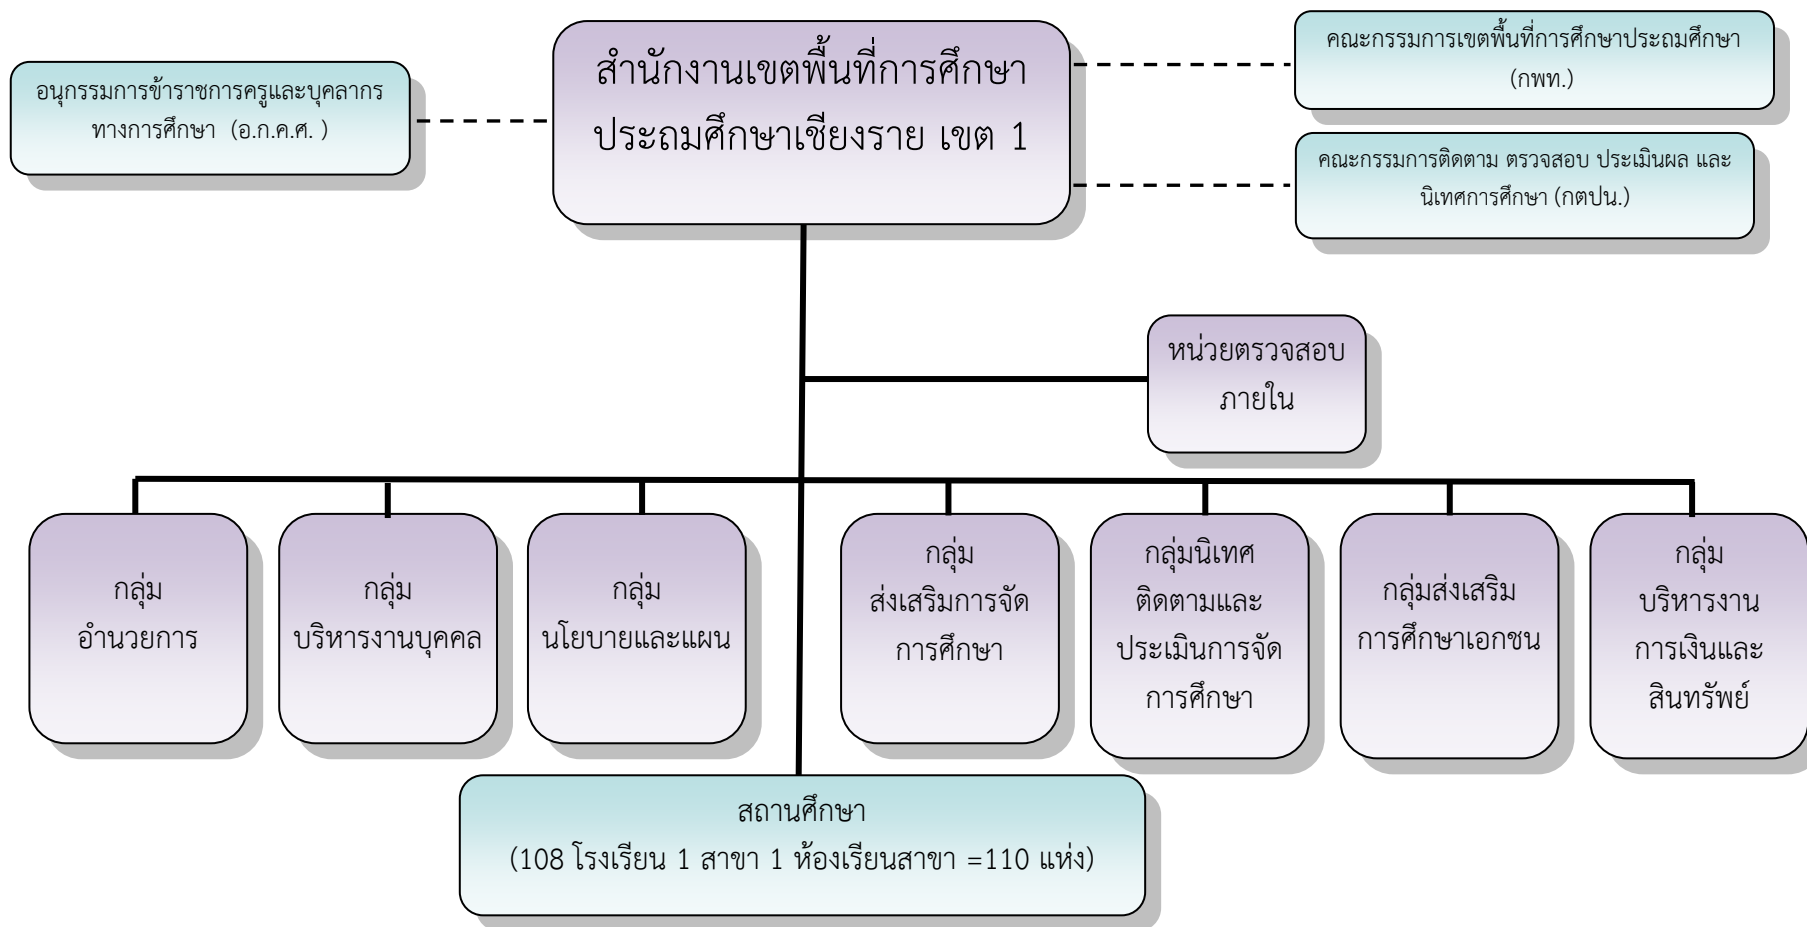 สำนักงานเขตพื้นที่การศึกษา
ประถมศึกษาเชียงราย เขต 1
อนุกรรมการข้าราชการครูและบุคลากร
ทางการศึกษา (อ.ก.ค.ศ. )
คณะกรรมการเขตพื้นที่การศึกษาประถมศึกษา
(กพท.)
คณะกรรมการติดตาม ตรวจสอบ ประเมินผล และ
นิเทศการศึกษา (กตปน.)
หน่วยตรวจสอบ
ภายใน
กลุ่ม
อำนวยการ
กลุ่ม
บริหารงานบุคคล
กลุ่ม
นโยบายและแผน
กลุ่ม
ส่งเสริมการจัด
การศึกษา
กลุ่มนิเทศ
ติดตามและ
ประเมินการจัด
การศึกษา
กลุ่มส่งเสริม
การศึกษาเอกชน
กลุ่ม
บริหารงาน
การเงินและ
สินทรัพย์
สถานศึกษา
(108 โรงเรียน 1 สาขา 1 ห้องเรียนสาขา =110 แห่ง)